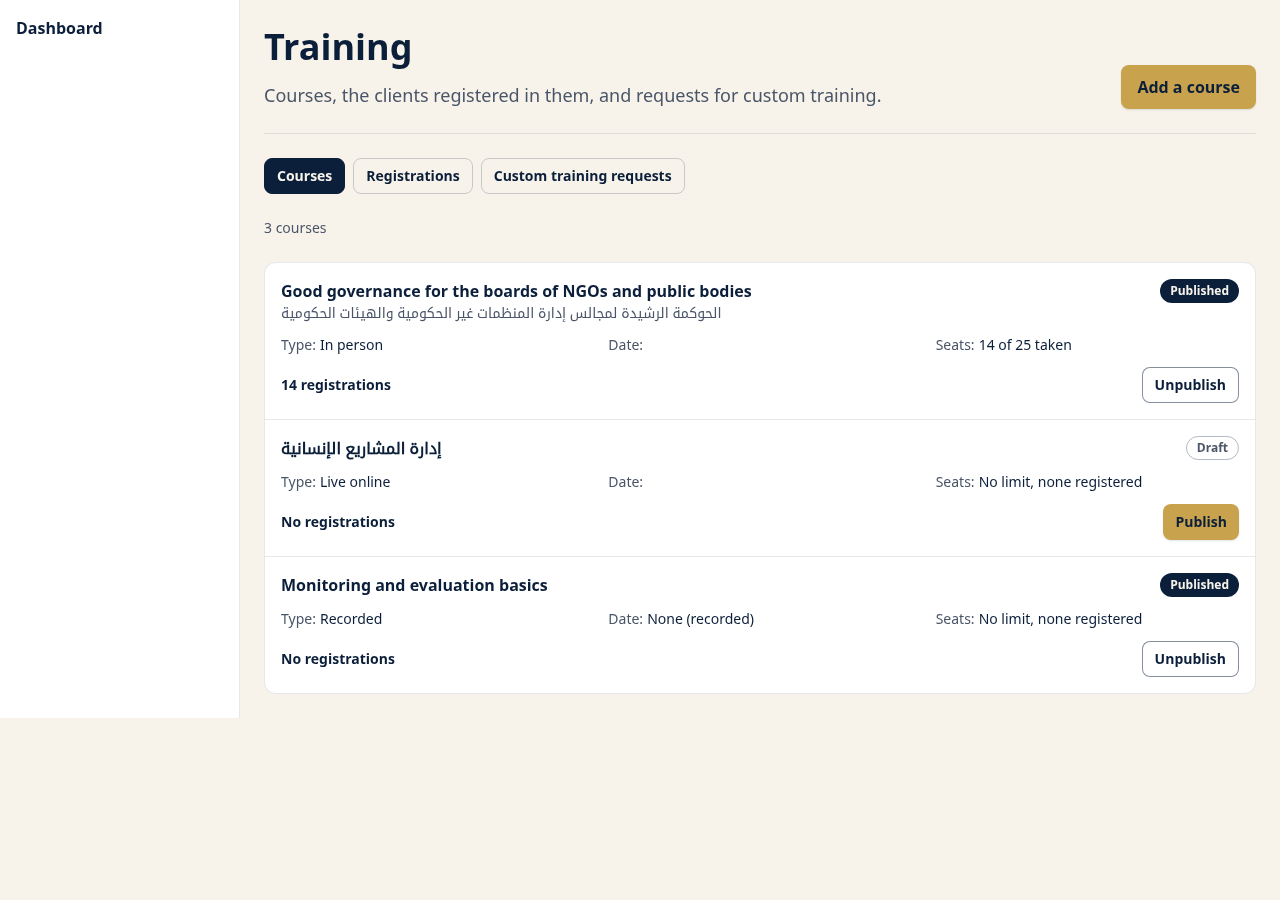 Dashboard
Training
Courses, the clients registered in them, and requests for custom training.
Add a course
Courses
Registrations
Custom training requests
3 courses
Good governance for the boards of NGOs and public bodies
Published
الحوكمة الرشيدة لمجالس إدارة المنظمات غير الحكومية والهيئات الحكومية
Type: In person
Date:
Seats: 14 of 25 taken
14 registrations
Unpublish
إدارة المشاريع الإنسانية
Draft
Type: Live online
Date:
Seats: No limit, none registered
No registrations
Publish
Monitoring and evaluation basics
Published
Type: Recorded
Date: None (recorded)
Seats: No limit, none registered
No registrations
Unpublish